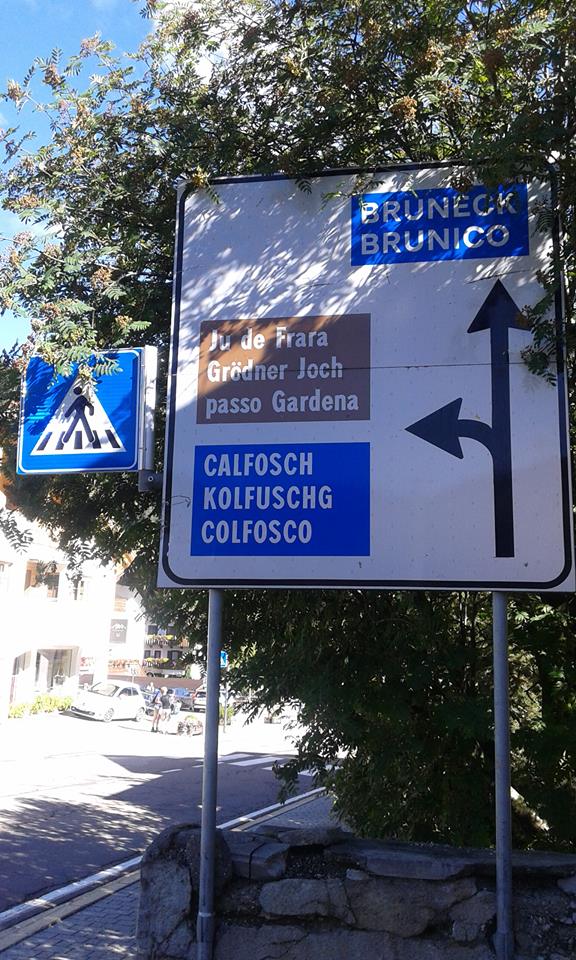 BRUNECK
BRUNICO
Ju de Frara
Grödner Joch
passo Gardena
CALFOSCH
KOLFUSCHG
COLFOSCO